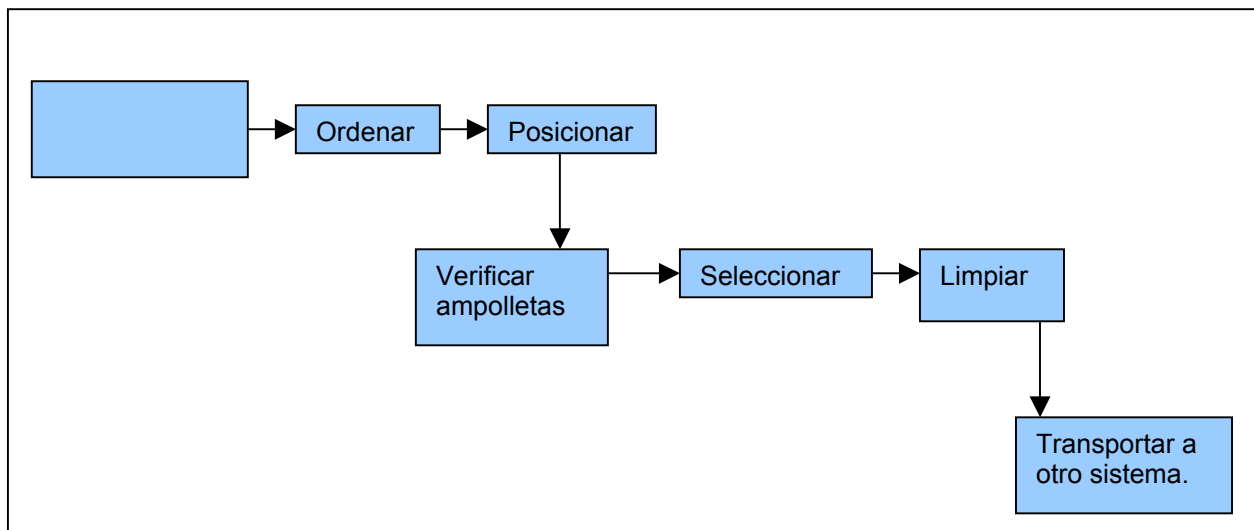 Ordenar
Posicionar
Verificar
ampolletas
Seleccionar
Limpiar
Transportar a
otro sistema.